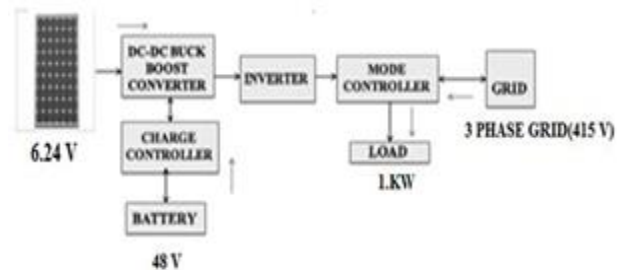 DC-DC BUCK
BOOST
CONVERTER
INVERTER
MODE
CONTROLLER
GRID
3 PHASE GRID(415 V)
CHARGE
CONTROLLER
LOAD
1.KW
6.24 V
BATTERY
48 V